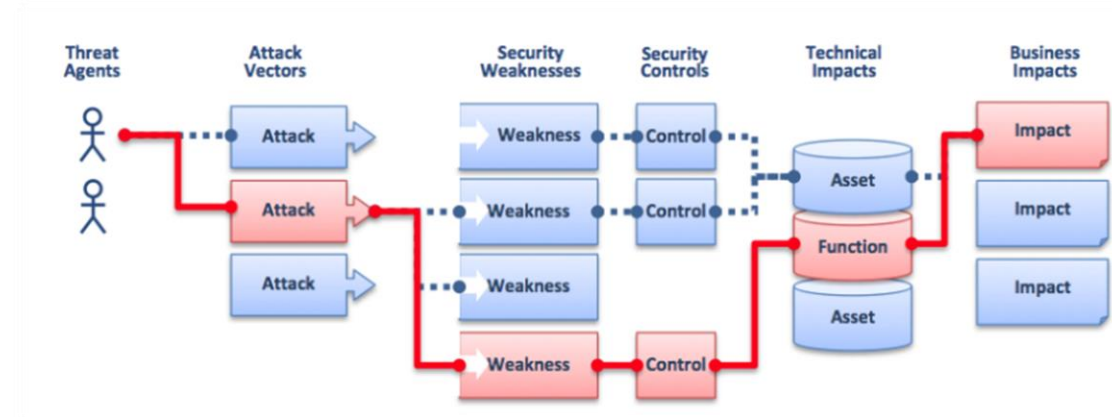 Threat Agents
Attack Vectors
Security Weaknesses
Security Controls
Technical Impacts
Business Impacts
Attack
Weakness
Control
Asset
Impact
Attack
Weakness
Control
Function
Impact
Attack
Weakness
Asset
Impact
Weakness
Control